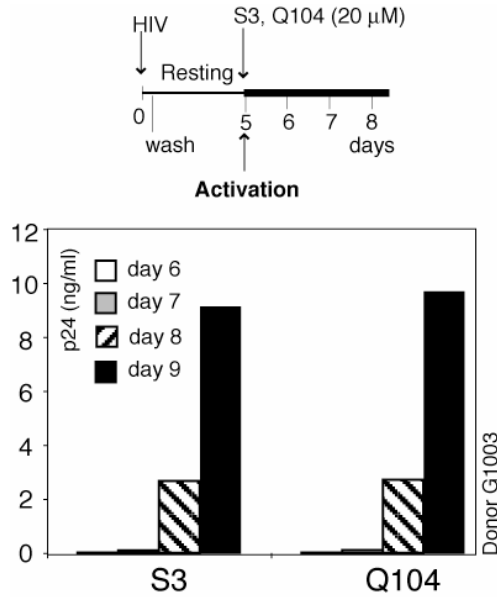 S3, Q104 (20 μM)
HIV
Resting
0
5 6 7 8
wash
days
Activation
12
10
8
6
4
2
0
p24 (ng/ml)
day 6
day 7
day 8
day 9
S3 Q104
Donor G1003